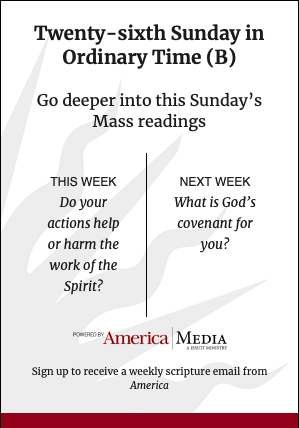 Twenty-sixth Sunday in
Ordinary Time (B)
Go deeper into this Sunday’s
Mass readings
THIS WEEK
Do your
actions help
or harm the
work of the
Spirit?
NEXT WEEK
What is God’s
covenant for
you?
POWERED BY America MEDIA
A JESUIT MINISTRY
Sign up to receive a weekly scripture email from
America